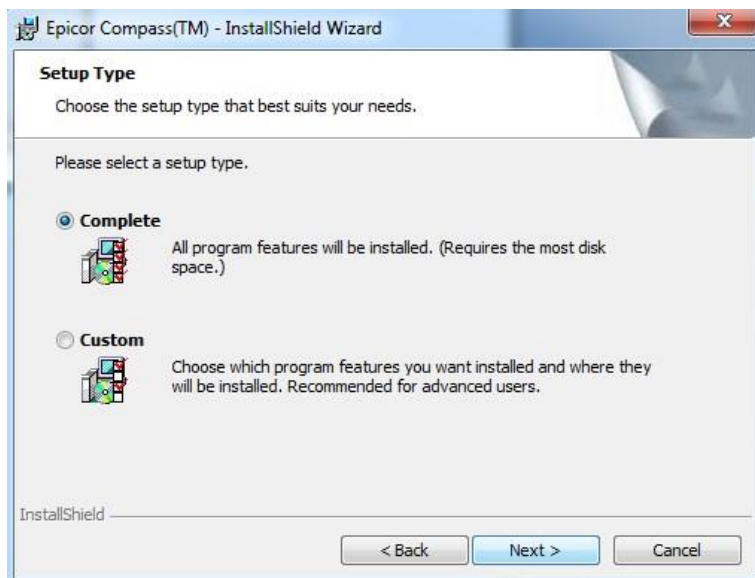 Epicor Compass(TM) - InstallShield Wizard
Setup Type
Choose the setup type that best suits your needs.
Please select a setup type.
Complete
All program features will be installed. (Requires the most disk
space.)
Custom
Choose which program features you want installed and where they
will be installed. Recommended for advanced users.
InstallShield
< Back
Next >
Cancel